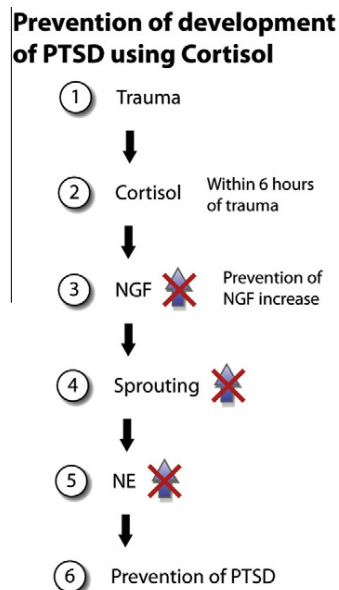 Prevention of development
of PTSD using Cortisol
1 Trauma
2 Cortisol Within 6 hours
of trauma
3 NGF Prevention of
NGF increase
4 Sprouting
5 NE
6 Prevention of PTSD